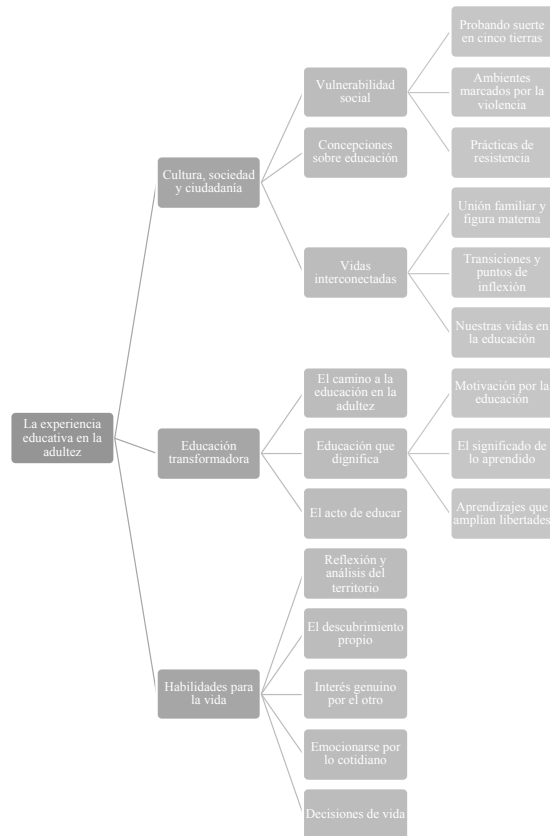 La experiencia
educativa en la
adultez
Cultura, sociedad
y ciudadanía
Vulnerabilidad
social
Probando suerte
en cinco tierras
Ambientes
marcados por la
violencia
Prácticas de
resistencia
Concepciones
sobre educación
Vidas
interconectadas
Unión familiar y
figura materna
Transiciones y
puntos de
inflexión
Nuestras vidas en
la educación
Educación
transformadora
El camino a la
educación en la
adultez
Educación que
dignifica
Motivación por la
educación
El significado de
lo aprendido
Aprendizajes que
amplían libertades
El acto de educar
Habilidades para
la vida
Reflexión y
análisis del
territorio
El descubrimiento
propio
Interés genuino
por el otro
Emocionarse por
lo cotidiano
Decisiones de vida